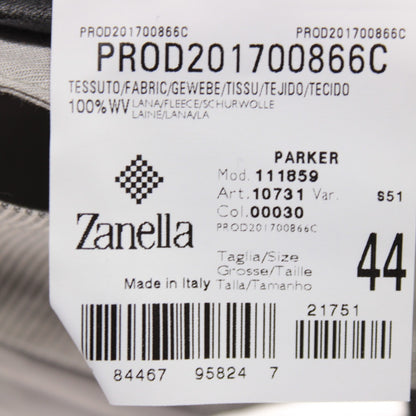 PROD201700866C PROD201700866C
PROD201700866C
TESSUTO/FABRIC/GEWEBE/TISSU/TEJIDO/TECIDO
100%WV LANA/FLEECE/SCHURWOLLE
LAINE/LANA/LA
PARKER
Mod. 111859
Art. 10731 Var. S51
Col. 00030
PROD201700866C
Zanella
Taglia/Size
Grosse/Taille
Talla/Tamanho
44
Made in Italy
21751
84467 95824 7